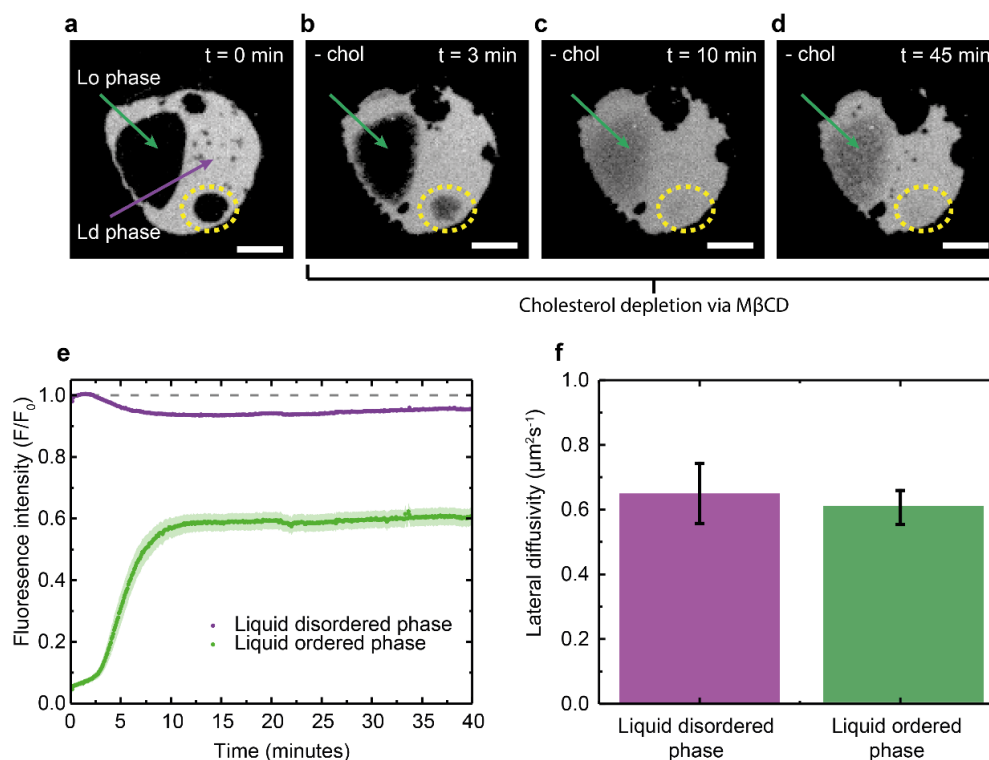 a
Lo phase
t = 0 min
Ld phase
b
- chol
t = 3 min
c
- chol
t = 10 min
d
- chol
t = 45 min
Cholesterol depletion via MβCD
e
Fluoresence intensity (F/F₀)
1.0
0.8
0.6
0.4
0.2
0.0
Liquid disordered phase
Liquid ordered phase
0 5 10 15 20 25 30 35 40
Time (minutes)
f
Lateral diffusivity (μm²s⁻¹)
1.0
0.8
0.6
0.4
0.2
0.0
Liquid disordered
phase
Liquid ordered
phase